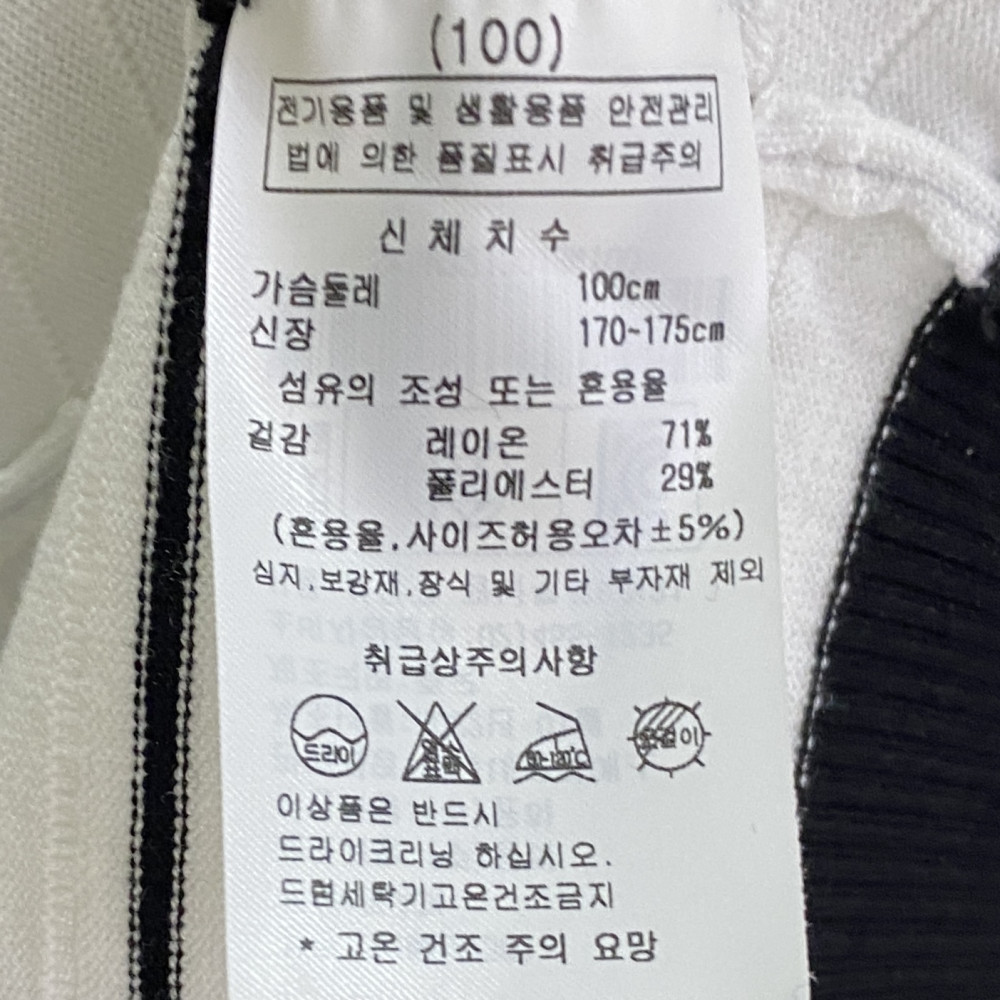 (100)
전기용품 및 생활용품 안전관리
법에 의한 품질표시 취급주의
신 체 치 수
가슴둘레 100cm
신장 170~175cm
섬유의 조성 또는 혼용율
겉감 레이온 71%
폴리에스터 29%
(혼용율,사이즈허용오차±5%)
심지,보강재,장식 및 기타 부자재 제외
취급상주의사항
드라이
이상품은 반드시
드라이크리닝 하십시오.
드럼세탁기고온건조금지
* 고온 건조 주의 요망